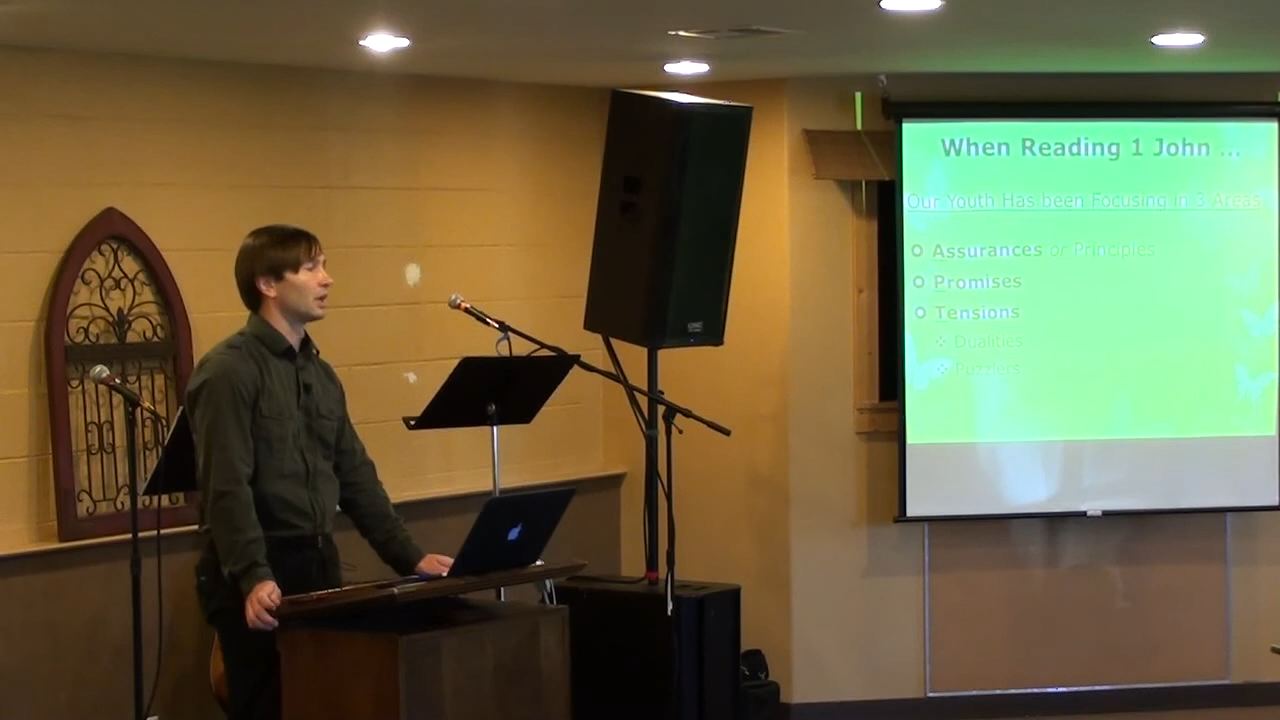 When Reading 1 John ...
Our Youth Has been Focusing in 3 Areas
Assurances or Principles
Promises
Tensions
Dualities
Puzzlers